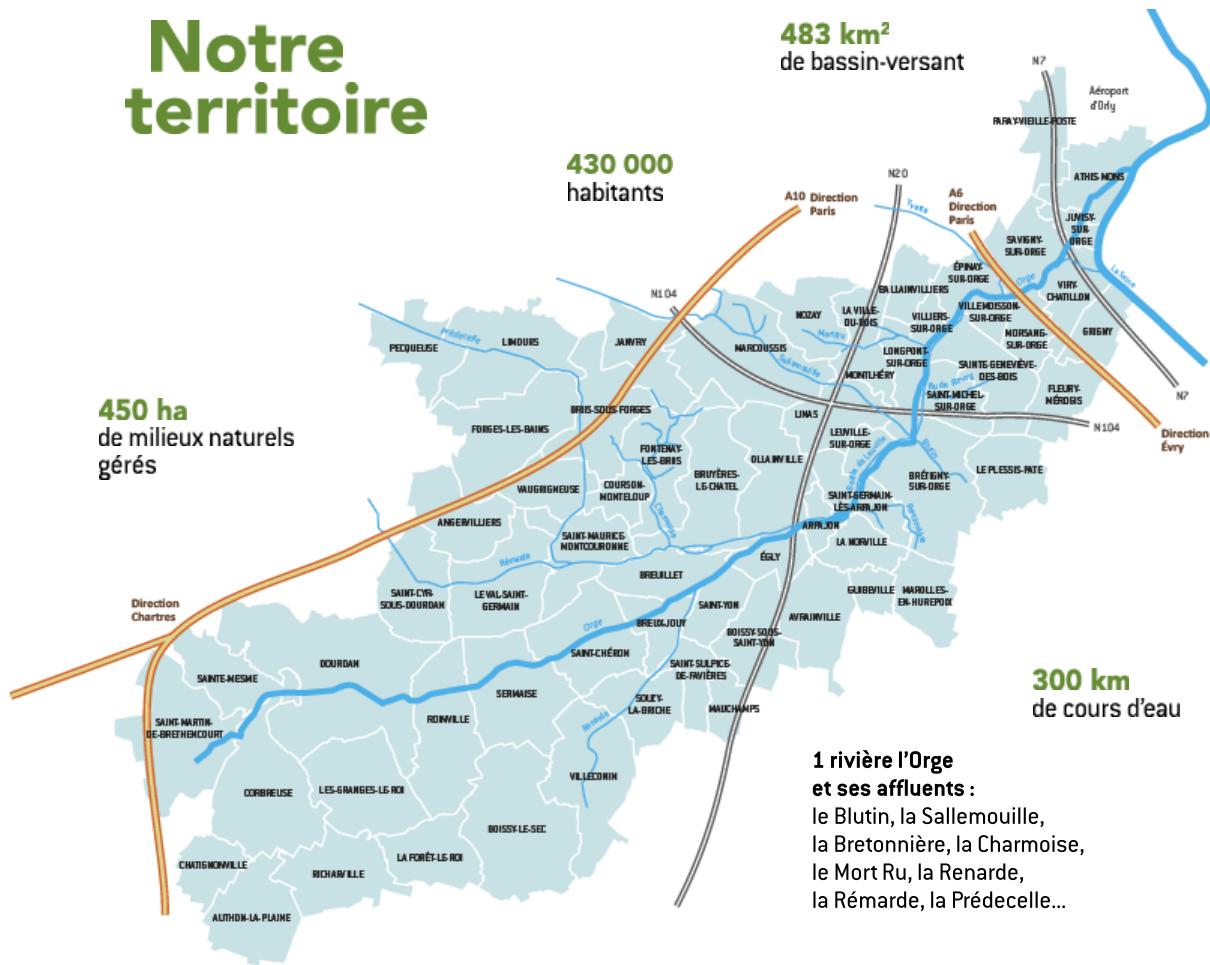 Notre
territoire
483 km²
de bassin-versant
430 000
habitants
450 ha
de milieux naturels
gérés
300 km
de cours d'eau
1 rivière l'Orge
et ses affluents :
le Blutin, la Sallemouille,
la Bretonnière, la Charmoise,
le Mort Ru, la Renarde,
la Rémarde, la Prédecelle...
N7
Aéroport
d'Orly
PARAY-VIEILLE-POSTE
ATHIS-MONS
N20
A6
Direction
Paris
A10 Direction
Paris
Yvette
JUVISY-
SUR-
ORGE
SAVIGNY-
SUR-ORGE
ÉPINAY-
SUR-ORGE
Orge
La Seine
VIRY-
CHATILLON
BALLAINVILLIERS
VILLEMOISSON-
SUR-ORGE
N104
NOZAY
LA VILLE-
DU-BOIS
VILLIERS-
SUR-ORGE
MORSANG-
SUR-ORGE
GRIGNY
Prédecelle
PECQUEUSE
LIMOURS
JANVRY
MARCOUSSIS
Mort Ru
Sallemouille
LONGPONT-
SUR-ORGE
MONTLHÉRY
SAINTE-GENEVIÈVE-
DES-BOIS
SAINT-MICHEL-
SUR-ORGE
FLEURY-
MÉROGIS
N7
BRIIS-SOUS-FORGES
LINAS
N104
Direction
Évry
FORGES-LES-BAINS
FONTENAY-
LES-BRIIS
OLLAINVILLE
LEUVILLE-
SUR-ORGE
Blutin
BRUYÈRES-
LE-CHATEL
BRÉTIGNY-
SUR-ORGE
LE PLESSIS-PATE
VAUGRIGNEUSE
COURSON-
MONTELOUP
SAINT-GERMAIN-
LÈS-ARPAJON
Charmoise
Bretonnière
ANGERVILLIERS
ARPAJON
SAINT-MAURICE-
MONTCOURONNE
LA NORVILLE
Rémarde
ÉGLY
BREUILLET
SAINT-CYR-
SOUS-DOURDAN
LE VAL-SAINT-
GERMAIN
GUIBEVILLE
MAROLLES-
EN-HUREPOIX
Direction
Chartres
SAINT-YON
AVRAINVILLE
Orge
BREUX-JOUY
BOISSY-SOUS-
SAINT-YON
SAINT-CHÉRON
DOURDAN
SAINTE-MESME
SAINT-SULPICE-
DE-FAVIÈRES
SERMAISE
SOUZY-
LA-BRICHE
MAUCHAMPS
ROINVILLE
Renarde
SAINT-MARTIN-
DE-BRETHENCOURT
VILLECONIN
CORBREUSE
LES-GRANGES-LE-ROI
BOISSY-LE-SEC
LA FORÊT-LE-ROI
CHATIGNONVILLE
RICHARVILLE
AUTHON-LA-PLAINE